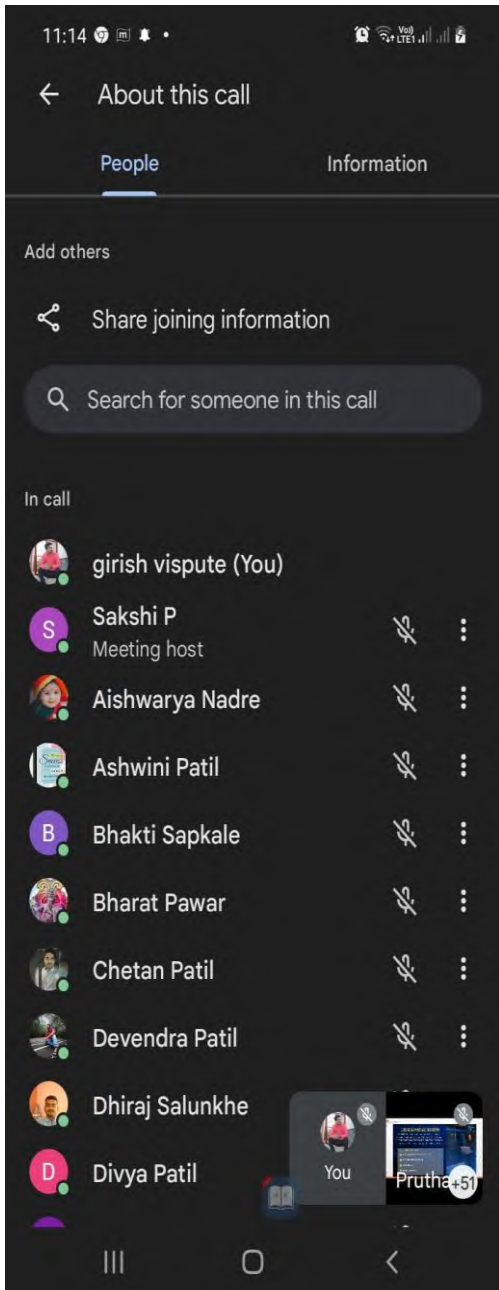 11:14
Vo)
LTE1
About this call
People
Information
Add others
Share joining information
Search for someone in this call
In call
girish vispute (You)
S
Sakshi P
Meeting host
Aishwarya Nadre
Ashwini Patil
B
Bhakti Sapkale
Bharat Pawar
Chetan Patil
Devendra Patil
Dhiraj Salunkhe
D
Divya Patil
You
Prutha
+51